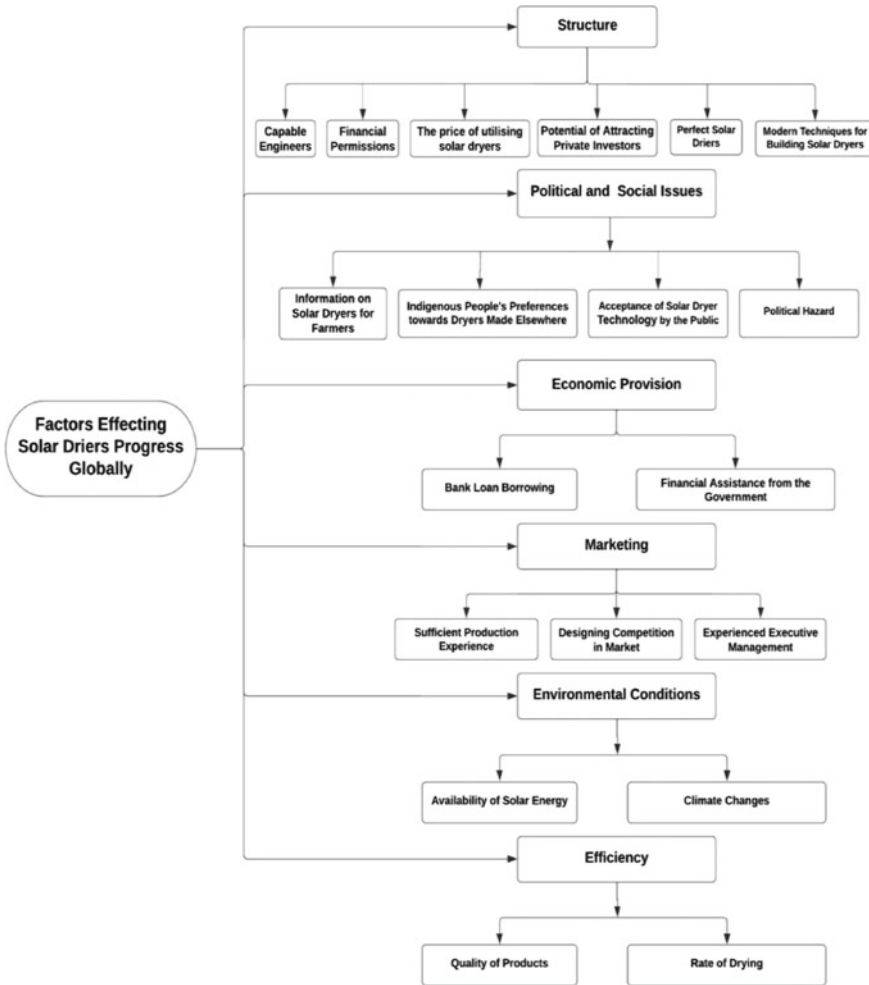 Structure
Capable
Engineers
Financial
Permissions
The price of utilising
solar dryers
Potential of Attracting
Private Investors
Perfect Solar
Driers
Modern Techniques for
Building Solar Dryers
Political and Social Issues
Information on
Solar Dryers for
Farmers
Indigenous People's Preferences
towards Dryers Made Elsewhere
Acceptance of Solar Dryer
Technology by the Public
Political Hazard
Factors Effecting
Solar Driers Progress
Globally
Economic Provision
Bank Loan Borrowing
Financial Assistance from the
Government
Marketing
Sufficient Production
Experience
Designing Competition
in Market
Experienced Executive
Management
Environmental Conditions
Availability of Solar Energy
Climate Changes
Efficiency
Quality of Products
Rate of Drying